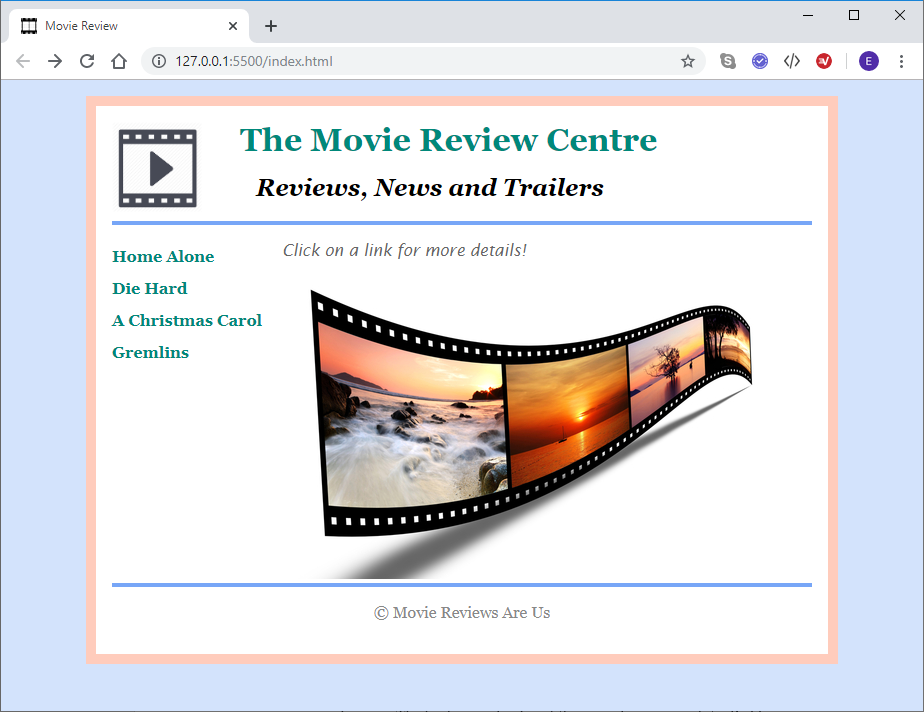 Movie Review
127.0.0.1:5500/index.html
E
The Movie Review Centre
Reviews, News and Trailers
Click on a link for more details!
Home Alone
Die Hard
A Christmas Carol
Gremlins
© Movie Reviews Are Us